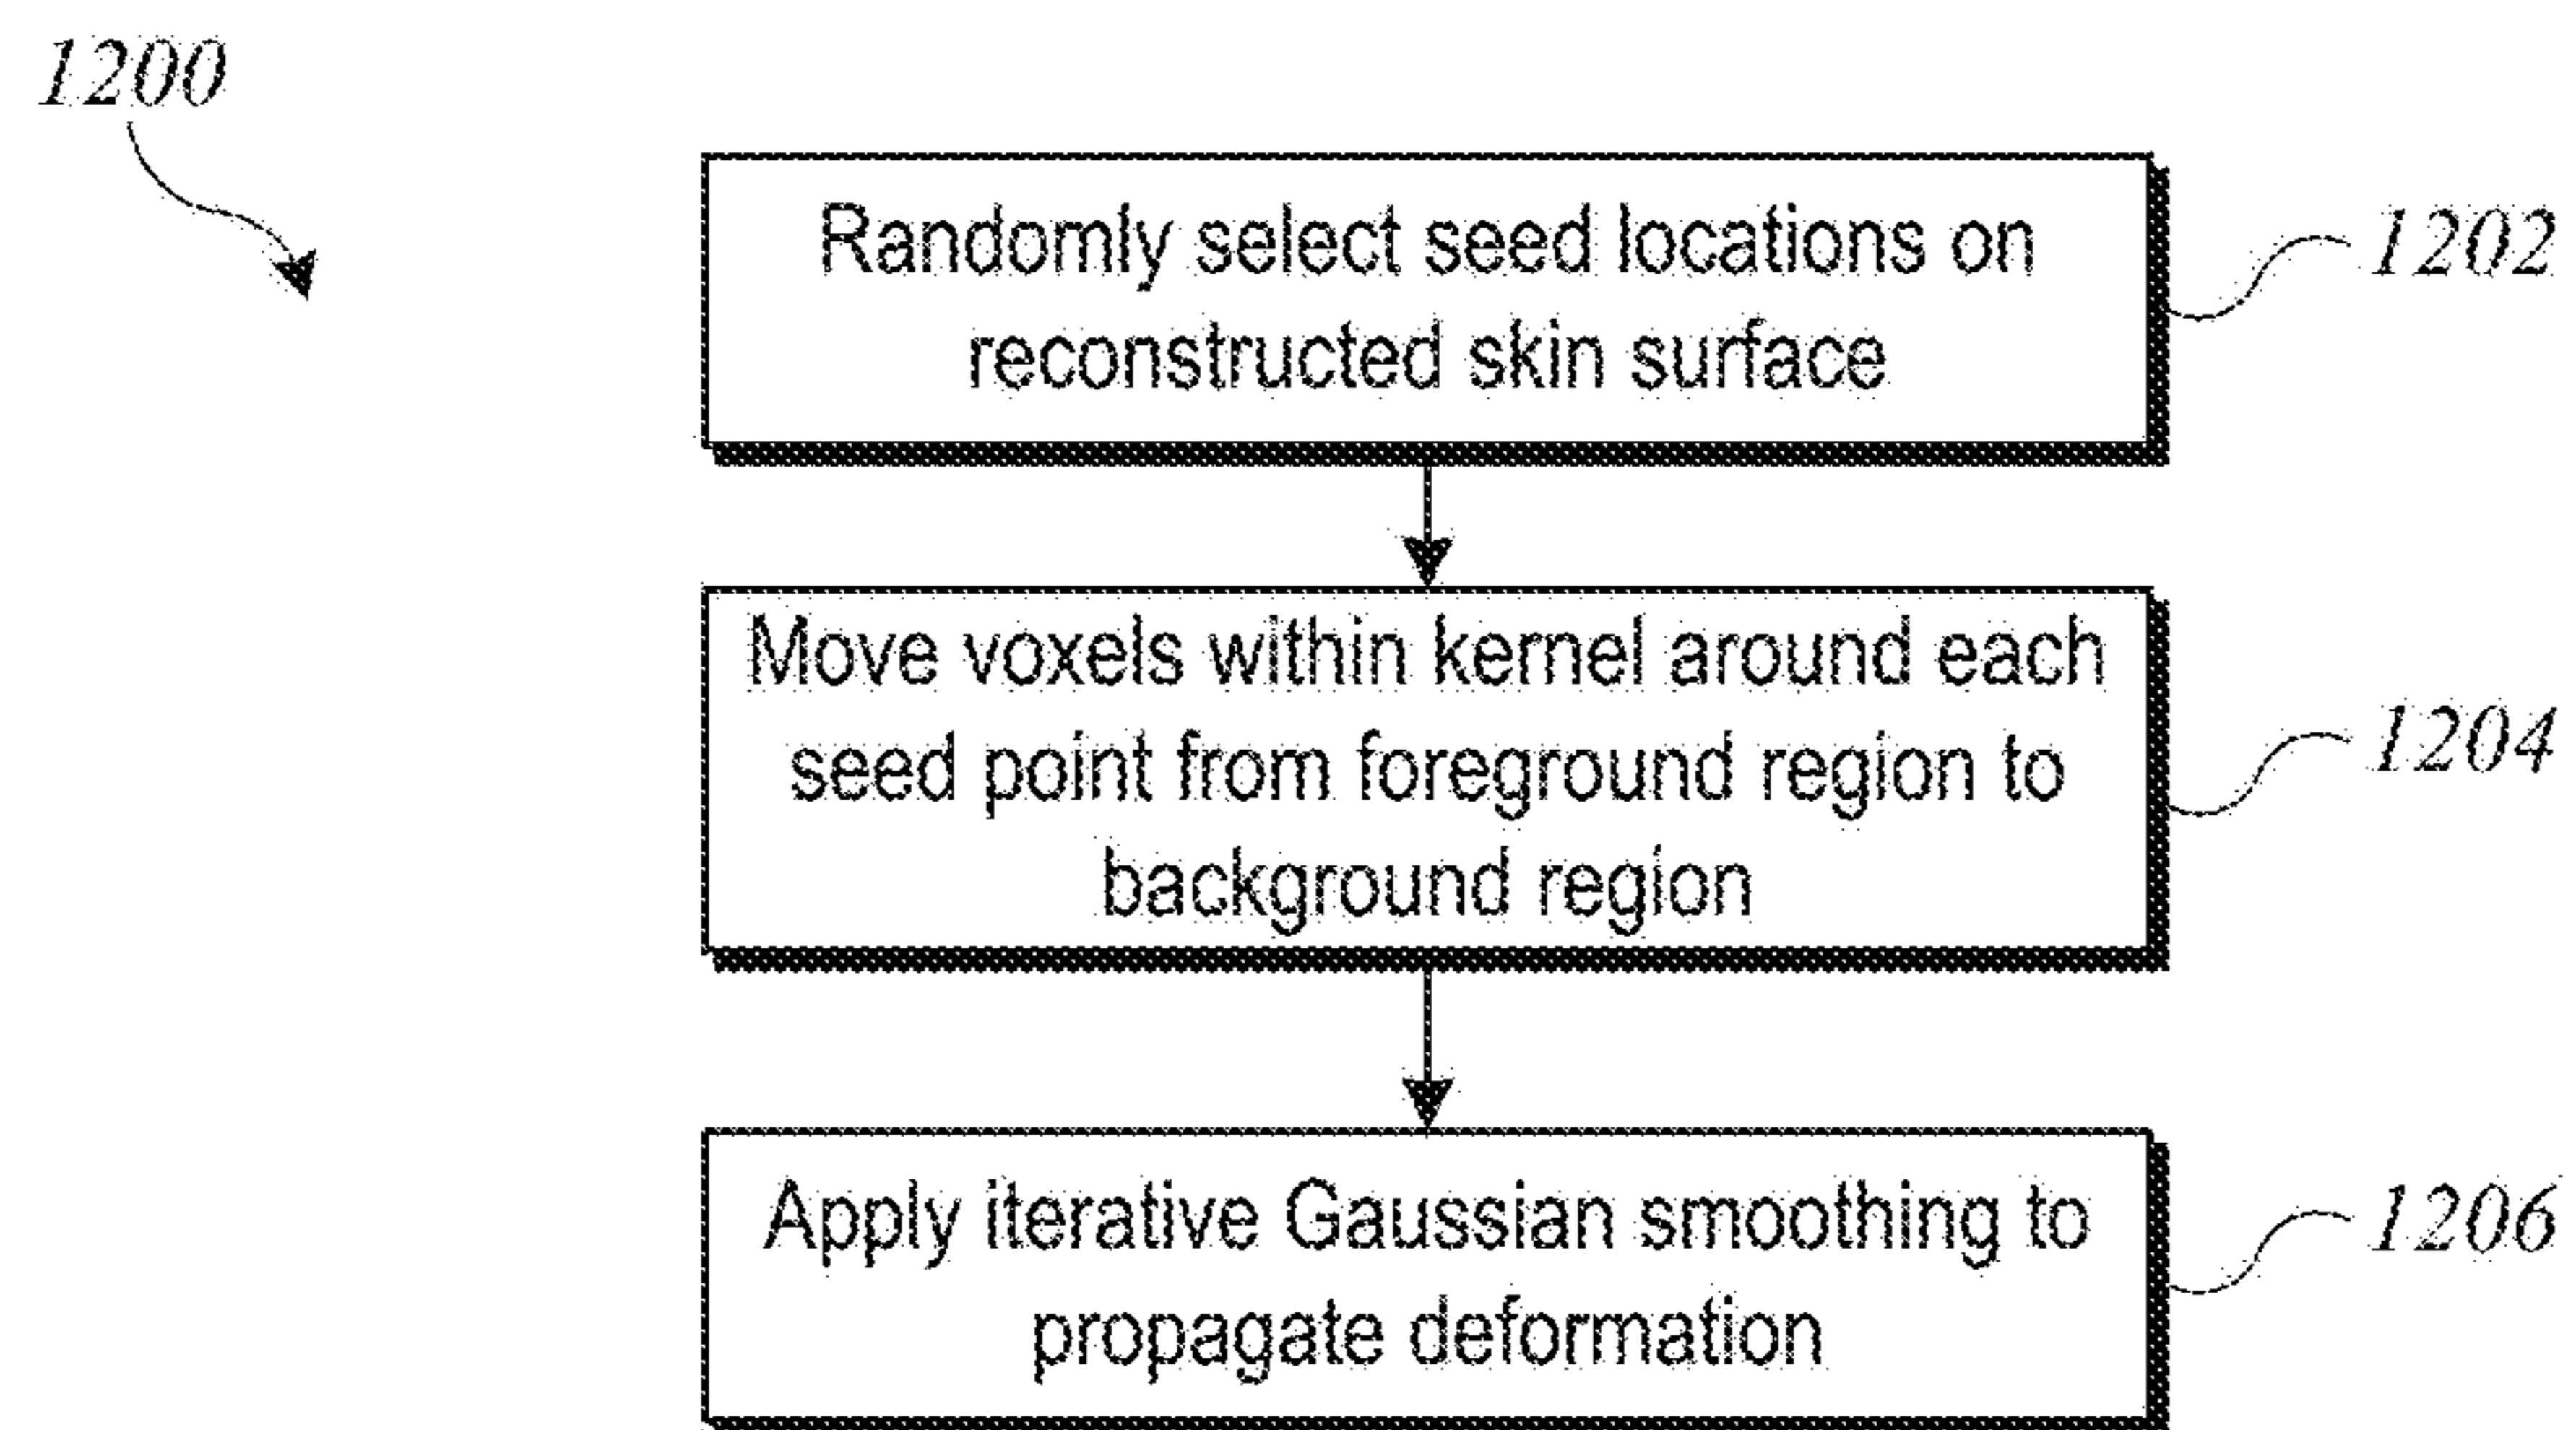 1200
Randomly select seed locations on
reconstructed skin surface
1202
Move voxels within kernel around each
seed point from foreground region to
background region
1204
Apply iterative Gaussian smoothing to
propagate deformation
1206